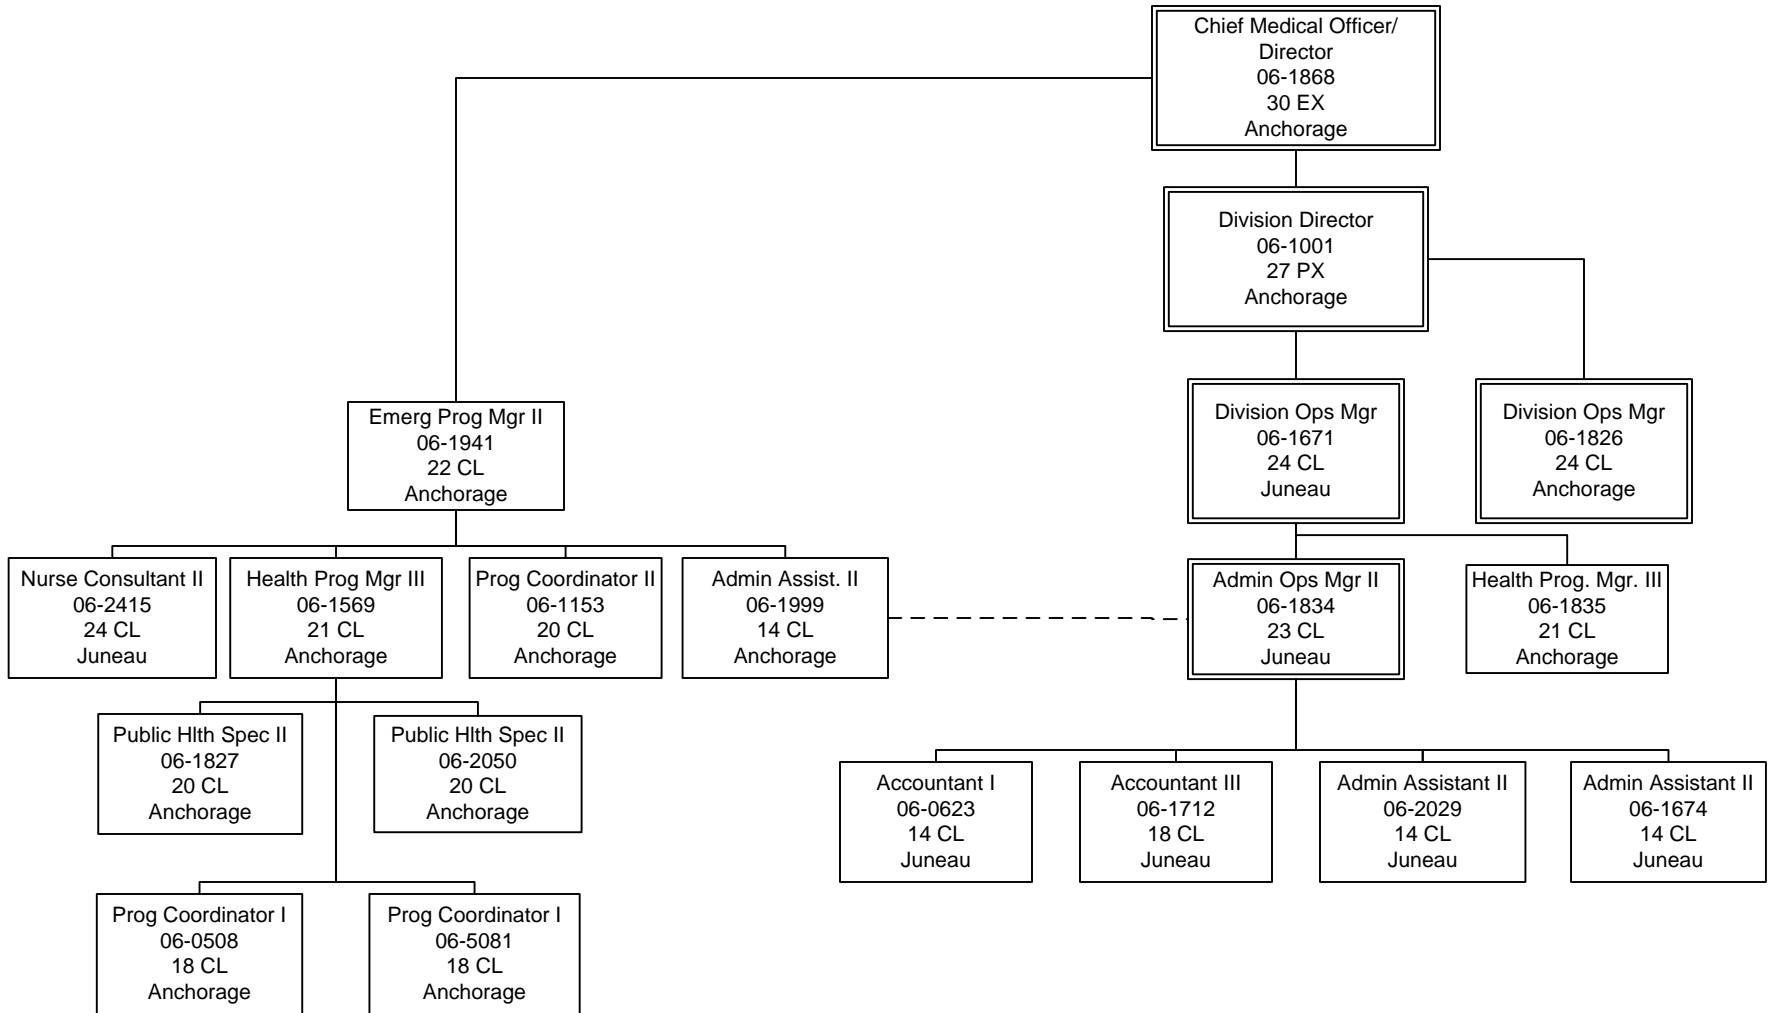 Chief Medical Officer/
Director
06-1868
30 EX
Anchorage
Division Director
06-1001
27 PX
Anchorage
Emerg Prog Mgr II
06-1941
22 CL
Anchorage
Division Ops Mgr
06-1671
24 CL
Juneau
Division Ops Mgr
06-1826
24 CL
Anchorage
Nurse Consultant II
06-2415
24 CL
Juneau
Health Prog Mgr III
06-1569
21 CL
Anchorage
Prog Coordinator II
06-1153
20 CL
Anchorage
Admin Assist. II
06-1999
14 CL
Anchorage
Admin Ops Mgr II
06-1834
23 CL
Juneau
Health Prog. Mgr. III
06-1835
21 CL
Anchorage
Public Hlth Spec II
06-1827
20 CL
Anchorage
Public Hlth Spec II
06-2050
20 CL
Anchorage
Accountant I
06-0623
14 CL
Juneau
Accountant III
06-1712
18 CL
Juneau
Admin Assistant II
06-2029
14 CL
Juneau
Admin Assistant II
06-1674
14 CL
Juneau
Prog Coordinator I
06-0508
18 CL
Anchorage
Prog Coordinator I
06-5081
18 CL
Anchorage